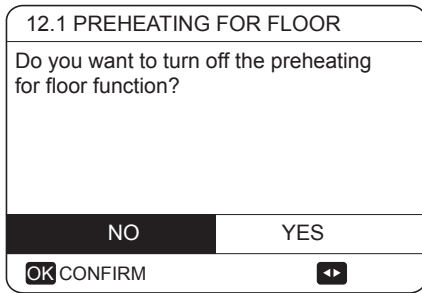 12.1 PREHEATING FOR FLOOR
Do you want to turn off the preheating
for floor function?
NO YES
OK CONFIRM